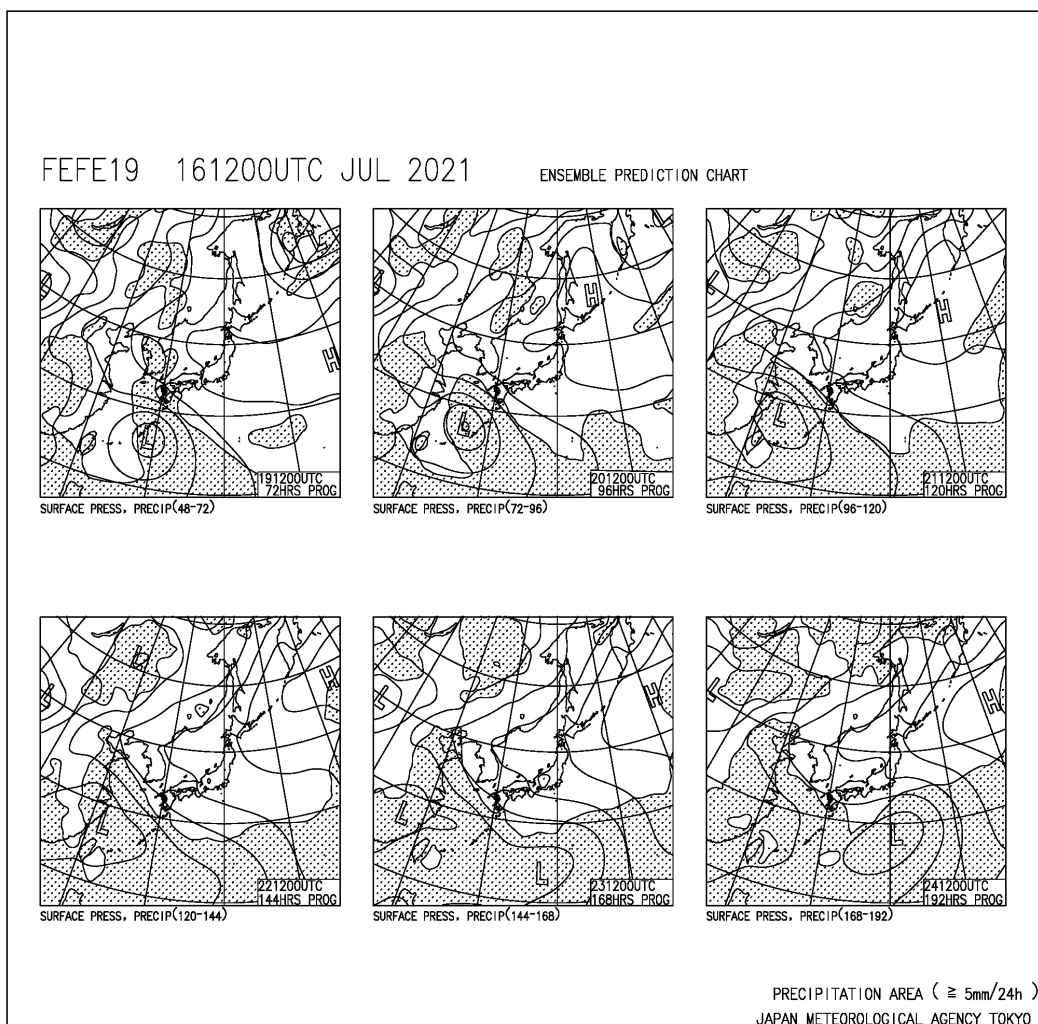 FEFE19 161200UTC JUL 2021 ENSEMBLE PREDICTION CHART
L
L
H
L
191200UTC
72HRS PROG
SURFACE PRESS, PRECIP(48-72)
H
L
201200UTC
96HRS PROG
SURFACE PRESS, PRECIP(72-96)
L
H
L
211200UTC
120HRS PROG
SURFACE PRESS, PRECIP(96-120)
L
L
H
L
221200UTC
144HRS PROG
SURFACE PRESS, PRECIP(120-144)
L
H
L
L
231200UTC
168HRS PROG
SURFACE PRESS, PRECIP(144-168)
L
H
L
241200UTC
192HRS PROG
SURFACE PRESS, PRECIP(168-192)
PRECIPITATION AREA ( ≧ 5mm/24h )
JAPAN METEOROLOGICAL AGENCY TOKYO